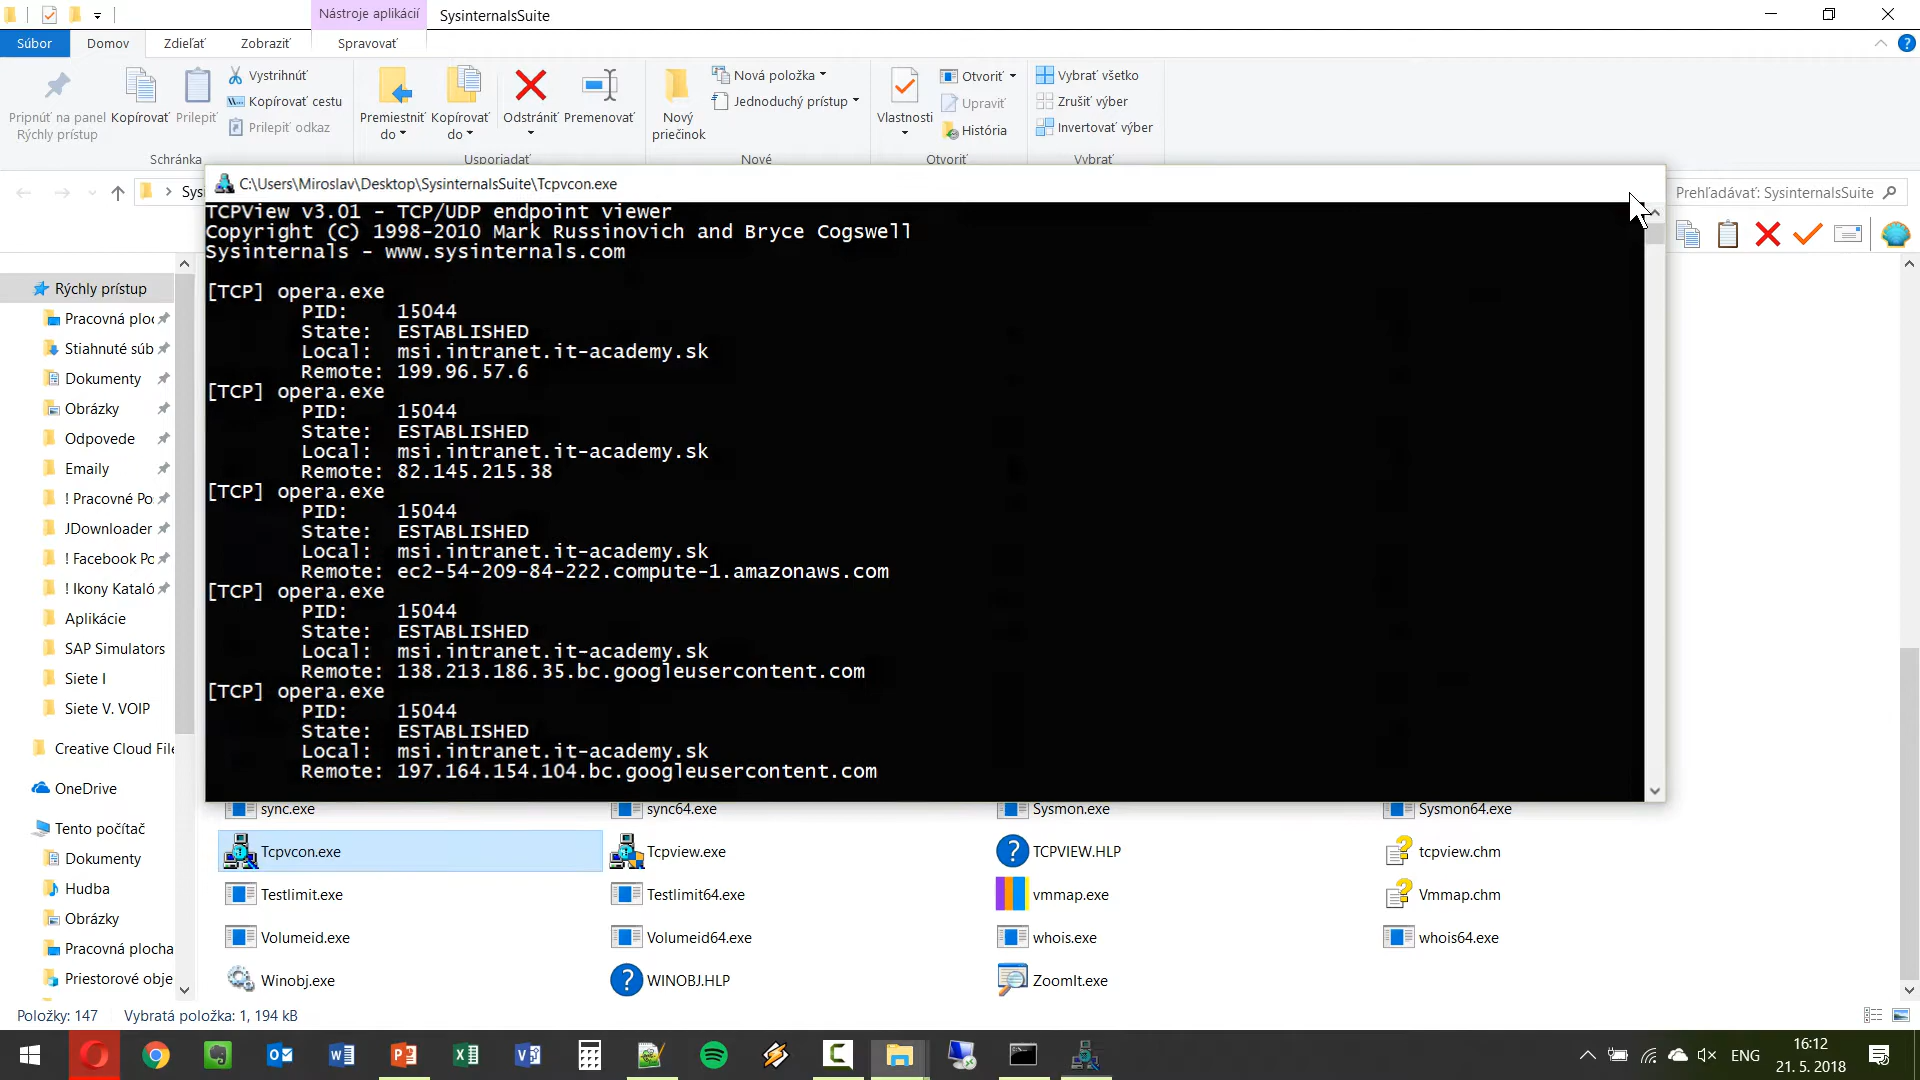 Nástroje aplikácií
SysinternalsSuite
Súbor
Domov
Zdieľať
Zobraziť
Spravovať
Pripnúť na panel
Rýchly prístup
Kopírovať
Prilepiť
Vystrihnúť
Kopírovať cestu
Prilepiť odkaz
Schránka
Premiestniť
do
Kopírovať
do
Odstrániť
Premenovať
Usporiadať
Nový
priečinok
Nová položka
Jednoduchý prístup
Nové
Vlastnosti
Otvoriť
Upraviť
História
Otvoriť
Vybrať všetko
Zrušiť výber
Invertovať výber
Vybrať
Sys
Prehľadávať: SysinternalsSuite
C:\Users\Miroslav\Desktop\SysinternalsSuite\Tcpvcon.exe
TCPView v3.01 - TCP/UDP endpoint viewer
Copyright (C) 1998-2010 Mark Russinovich and Bryce Cogswell
Sysinternals - www.sysinternals.com
[TCP] opera.exe
PID: 15044
State: ESTABLISHED
Local: msi.intranet.it-academy.sk
Remote: 199.96.57.6
[TCP] opera.exe
PID: 15044
State: ESTABLISHED
Local: msi.intranet.it-academy.sk
Remote: 82.145.215.38
[TCP] opera.exe
PID: 15044
State: ESTABLISHED
Local: msi.intranet.it-academy.sk
Remote: ec2-54-209-84-222.compute-1.amazonaws.com
[TCP] opera.exe
PID: 15044
State: ESTABLISHED
Local: msi.intranet.it-academy.sk
Remote: 138.213.186.35.bc.googleusercontent.com
[TCP] opera.exe
PID: 15044
State: ESTABLISHED
Local: msi.intranet.it-academy.sk
Remote: 197.164.154.104.bc.googleusercontent.com
Rýchly prístup
Pracovná ploc
Stiahnuté súb
Dokumenty
Obrázky
Odpovede
Emaily
! Pracovné Po
JDownloader
! Facebook Po
! Ikony Kataló
Aplikácie
SAP Simulators
Siete I
Siete V. VOIP
Creative Cloud File
OneDrive
Tento počítač
Dokumenty
Hudba
Obrázky
Pracovná plocha
Priestorové obje
sync.exe
sync64.exe
Sysmon.exe
Sysmon64.exe
Tcpvcon.exe
Tcpview.exe
TCPVIEW.HLP
tcpview.chm
Testlimit.exe
Testlimit64.exe
vmmap.exe
Vmmap.chm
Volumeid.exe
Volumeid64.exe
whois.exe
whois64.exe
Winobj.exe
WINOBJ.HLP
ZoomIt.exe
Položky: 147
Vybratá položka: 1, 194 kB
ENG
16:12
21. 5. 2018